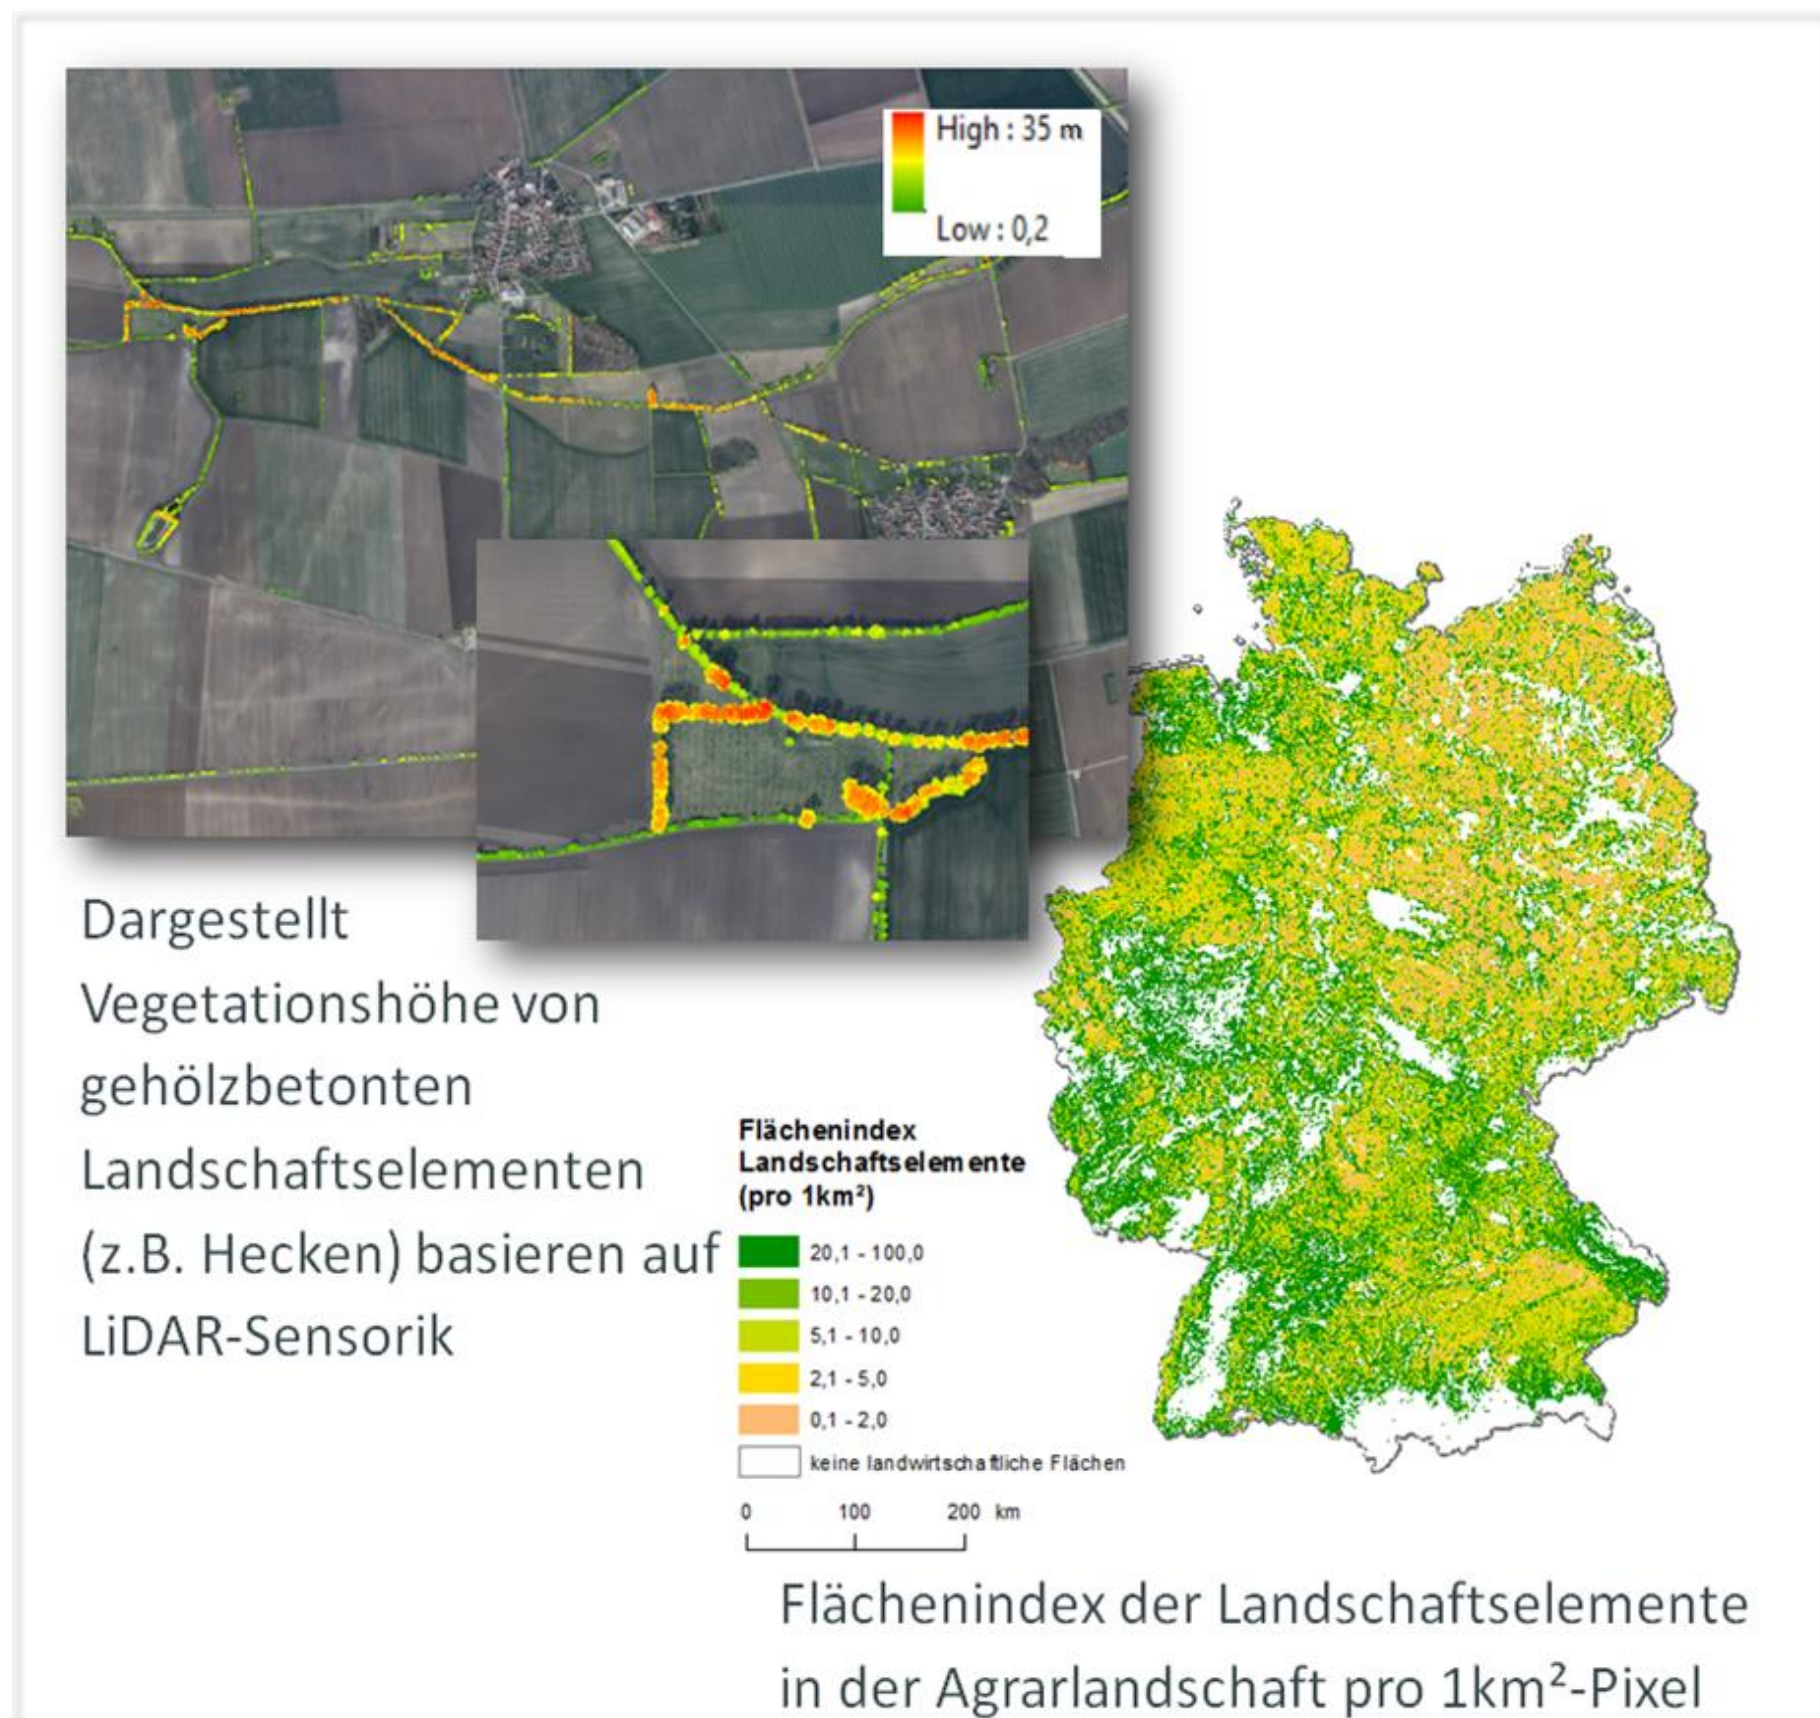 High : 35 m
Low : 0,2
Dargestellt
Vegetationshöhe von
gehölzbetonten
Landschaftselementen
(z.B. Hecken) basieren auf
LiDAR-Sensorik
Flächenindex
Landschaftselemente
(pro 1km²)
20,1 - 100,0
10,1 - 20,0
5,1 - 10,0
2,1 - 5,0
0,1 - 2,0
keine landwirtschaftliche Flächen
0 100 200 km
Flächenindex der Landschaftselemente
in der Agrarlandschaft pro 1km²-Pixel